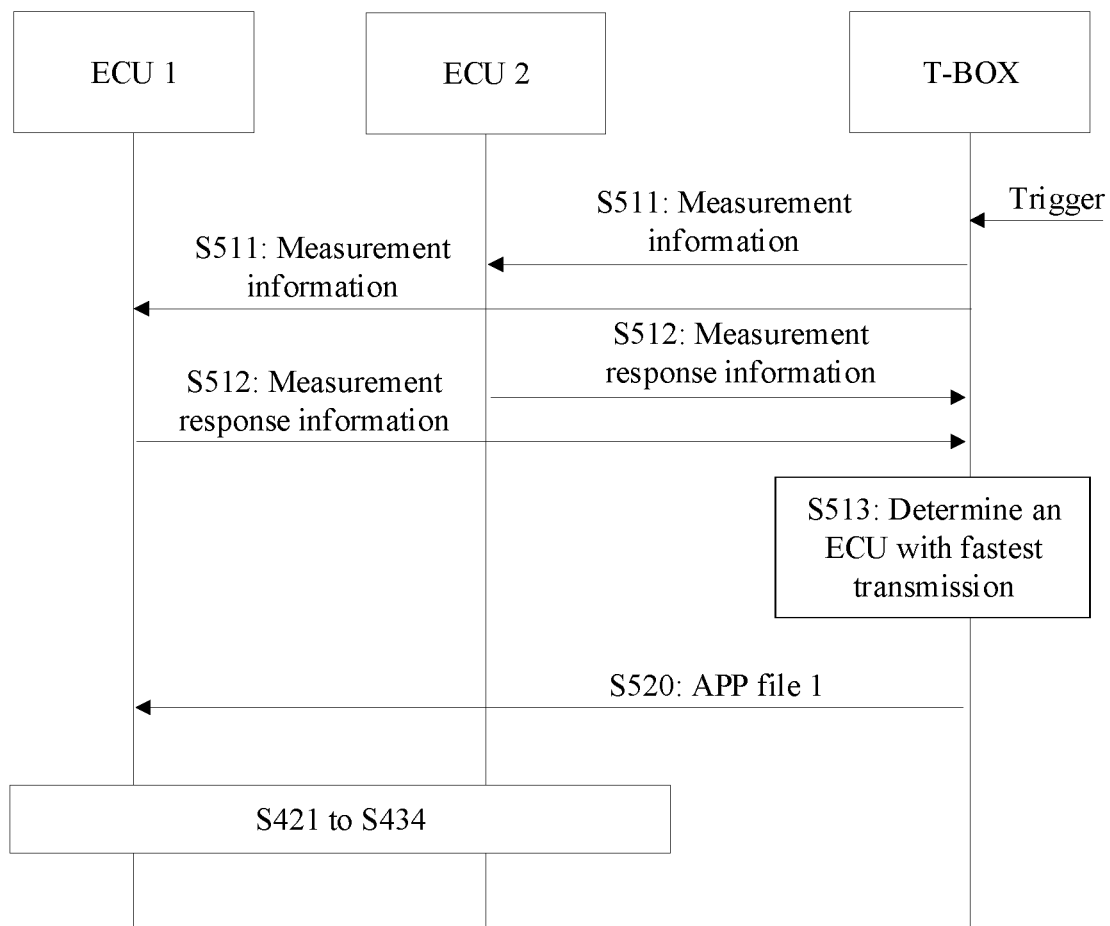 ECU 1
ECU 2
T-BOX
Trigger
S511: Measurement
information
S511: Measurement
information
S512: Measurement
response information
S512: Measurement
response information
S513: Determine an
ECU with fastest
transmission
S520: APP file 1
S421 to S434